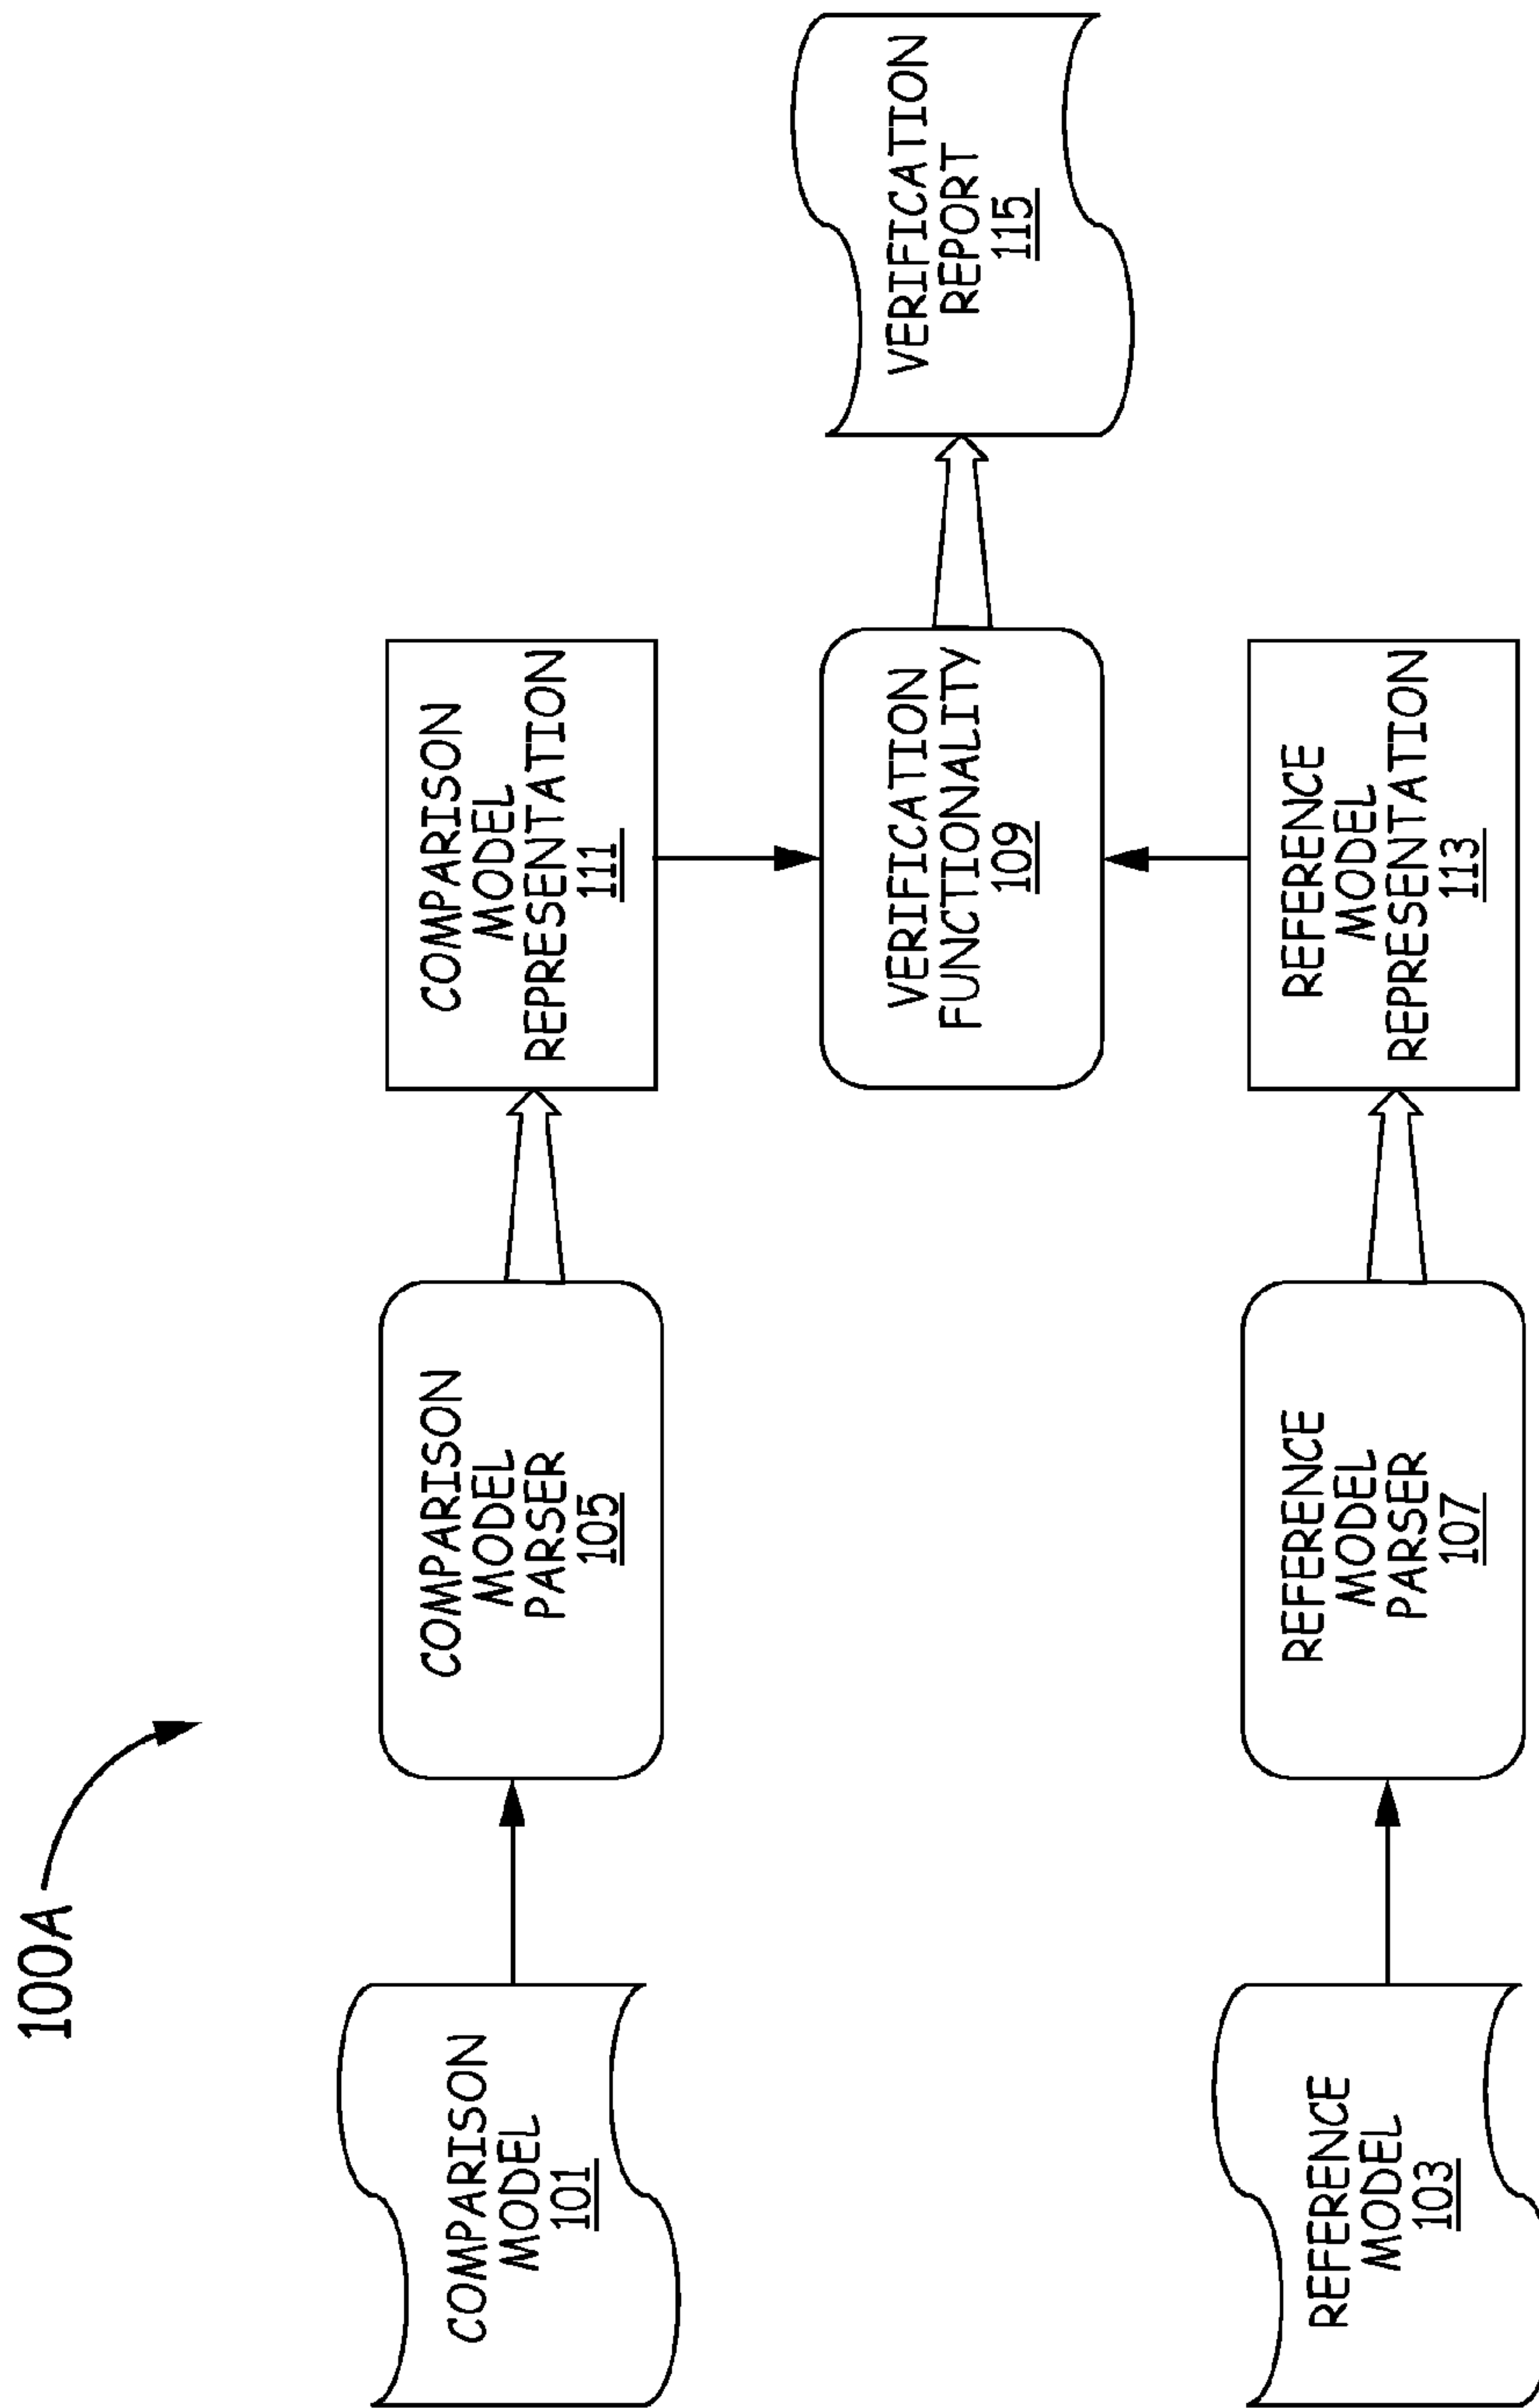 100A
COMPARISON
MODEL
101
COMPARISON
MODEL
PARSER
105
COMPARISON
MODEL
REPRESENTATION
111
VERIFICATION
FUNCTIONALITY
109
VERIFICATION
REPORT
115
REFERENCE
MODEL
103
REFERENCE
MODEL
PARSER
107
REFERENCE
MODEL
REPRESENTATION
113